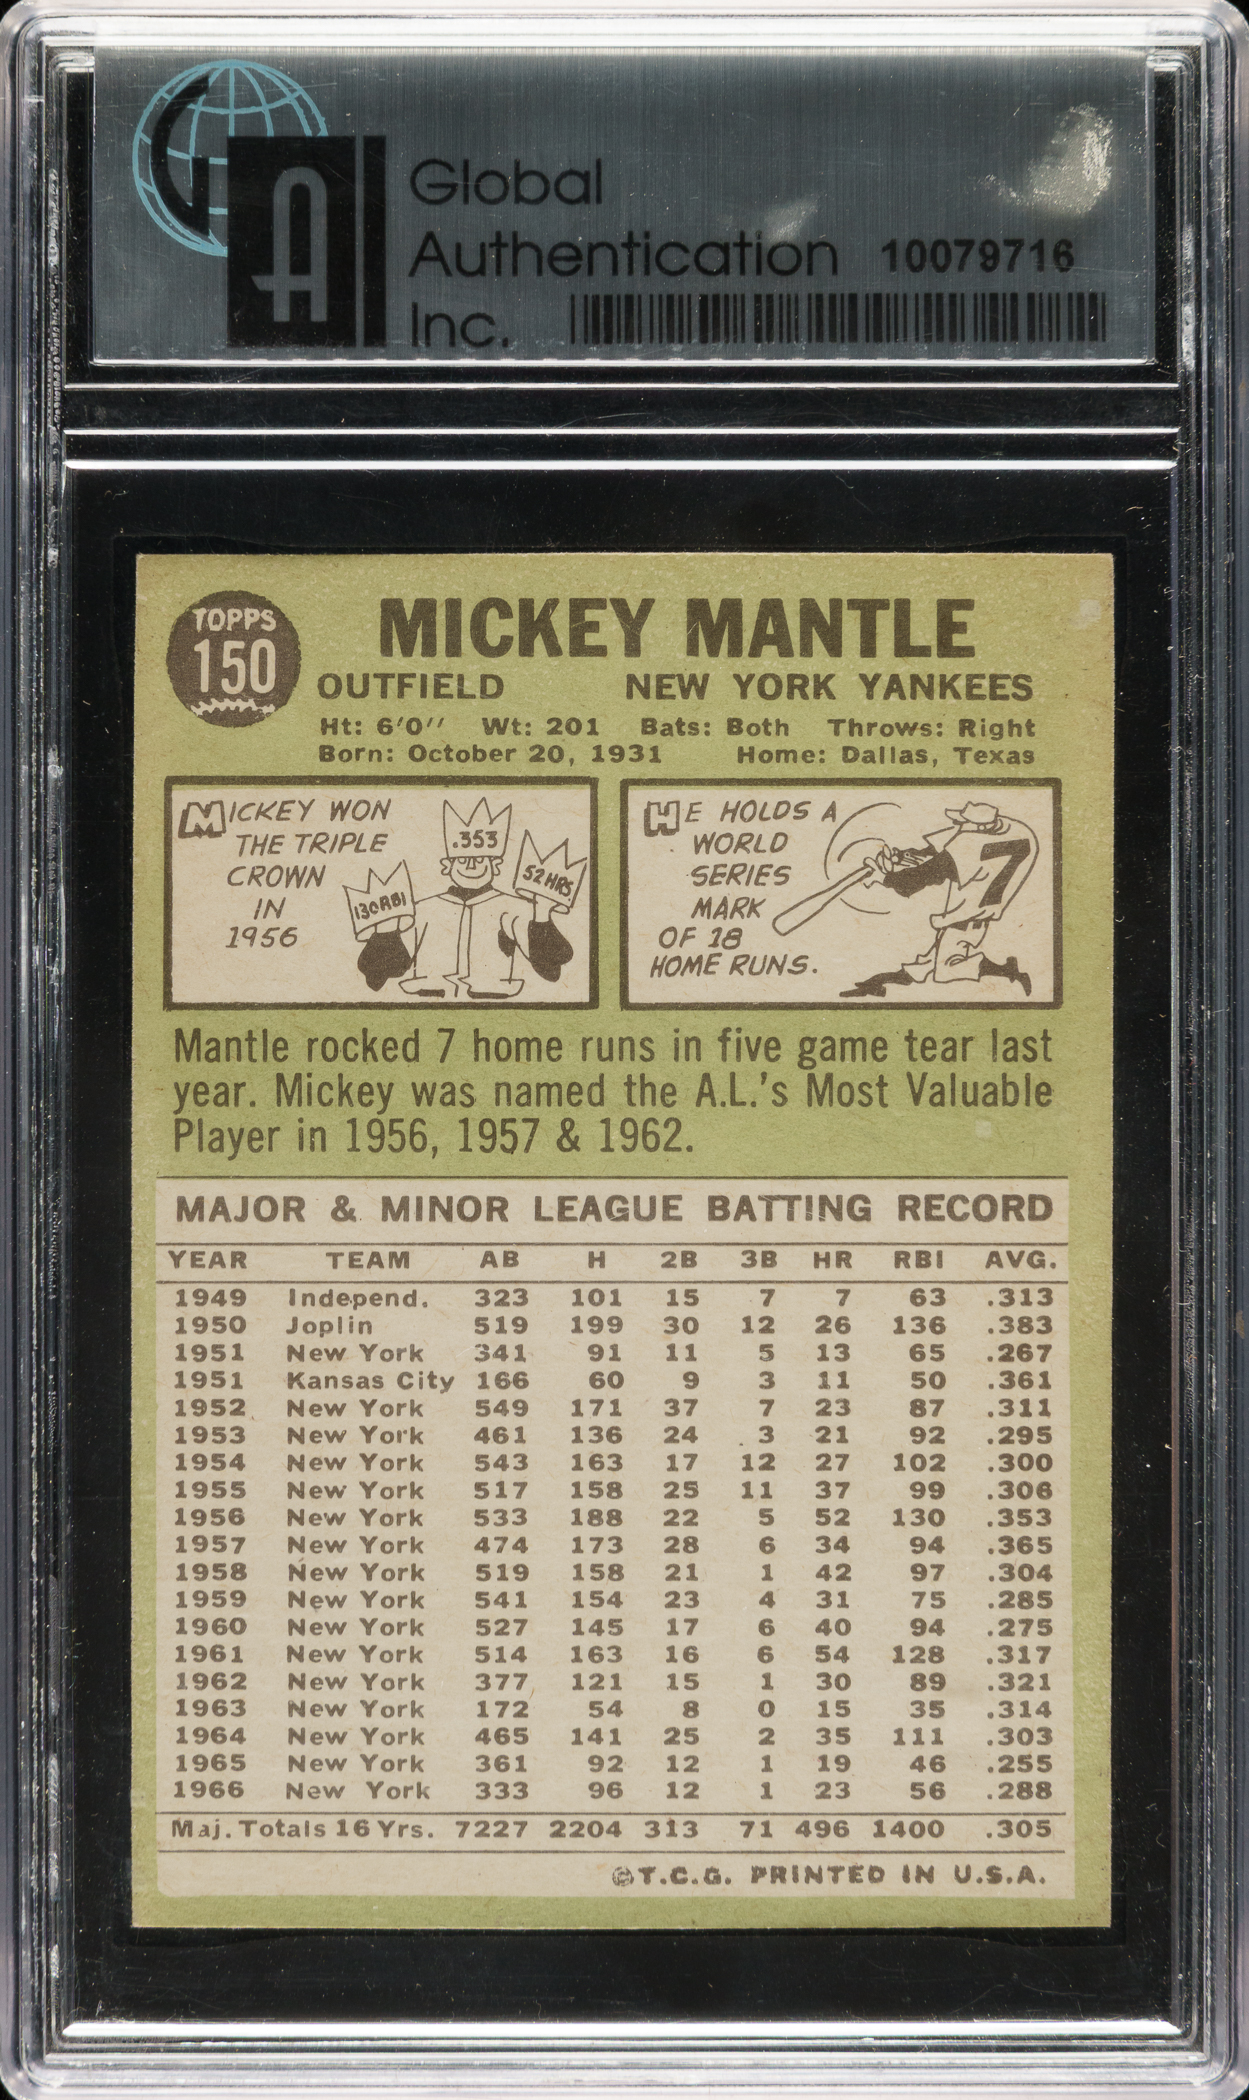 Global
Authentication 10079716
Inc.
TOPPS
150
MICKEY MANTLE
OUTFIELD NEW YORK YANKEES
Ht: 6'0'' Wt: 201 Bats: Both Throws: Right
Born: October 20, 1931 Home: Dallas, Texas
MICKEY WON
THE TRIPLE
CROWN
IN
1956
.353
130RBI
52HRS.
HE HOLDS A
WORLD
SERIES
MARK
OF 18
HOME RUNS.
7
Mantle rocked 7 home runs in five game tear last
year. Mickey was named the A.L.'s Most Valuable
Player in 1956, 1957 & 1962.
MAJOR & MINOR LEAGUE BATTING RECORD
YEAR TEAM AB H 2B 3B HR RBI AVG.
1949 Independ. 323 101 15 7 7 63 .313
1950 Joplin 519 199 30 12 26 136 .383
1951 New York 341 91 11 5 13 65 .267
1951 Kansas City 166 60 9 3 11 50 .361
1952 New York 549 171 37 7 23 87 .311
1953 New York 461 136 24 3 21 92 .295
1954 New York 543 163 17 12 27 102 .300
1955 New York 517 158 25 11 37 99 .306
1956 New York 533 188 22 5 52 130 .353
1957 New York 474 173 28 6 34 94 .365
1958 New York 519 158 21 1 42 97 .304
1959 New York 541 154 23 4 31 75 .285
1960 New York 527 145 17 6 40 94 .275
1961 New York 514 163 16 6 54 128 .317
1962 New York 377 121 15 1 30 89 .321
1963 New York 172 54 8 0 15 35 .314
1964 New York 465 141 25 2 35 111 .303
1965 New York 361 92 12 1 19 46 .255
1966 New York 333 96 12 1 23 56 .288
Maj. Totals 16 Yrs. 7227 2204 313 71 496 1400 .305
©T.C.G. PRINTED IN U.S.A.